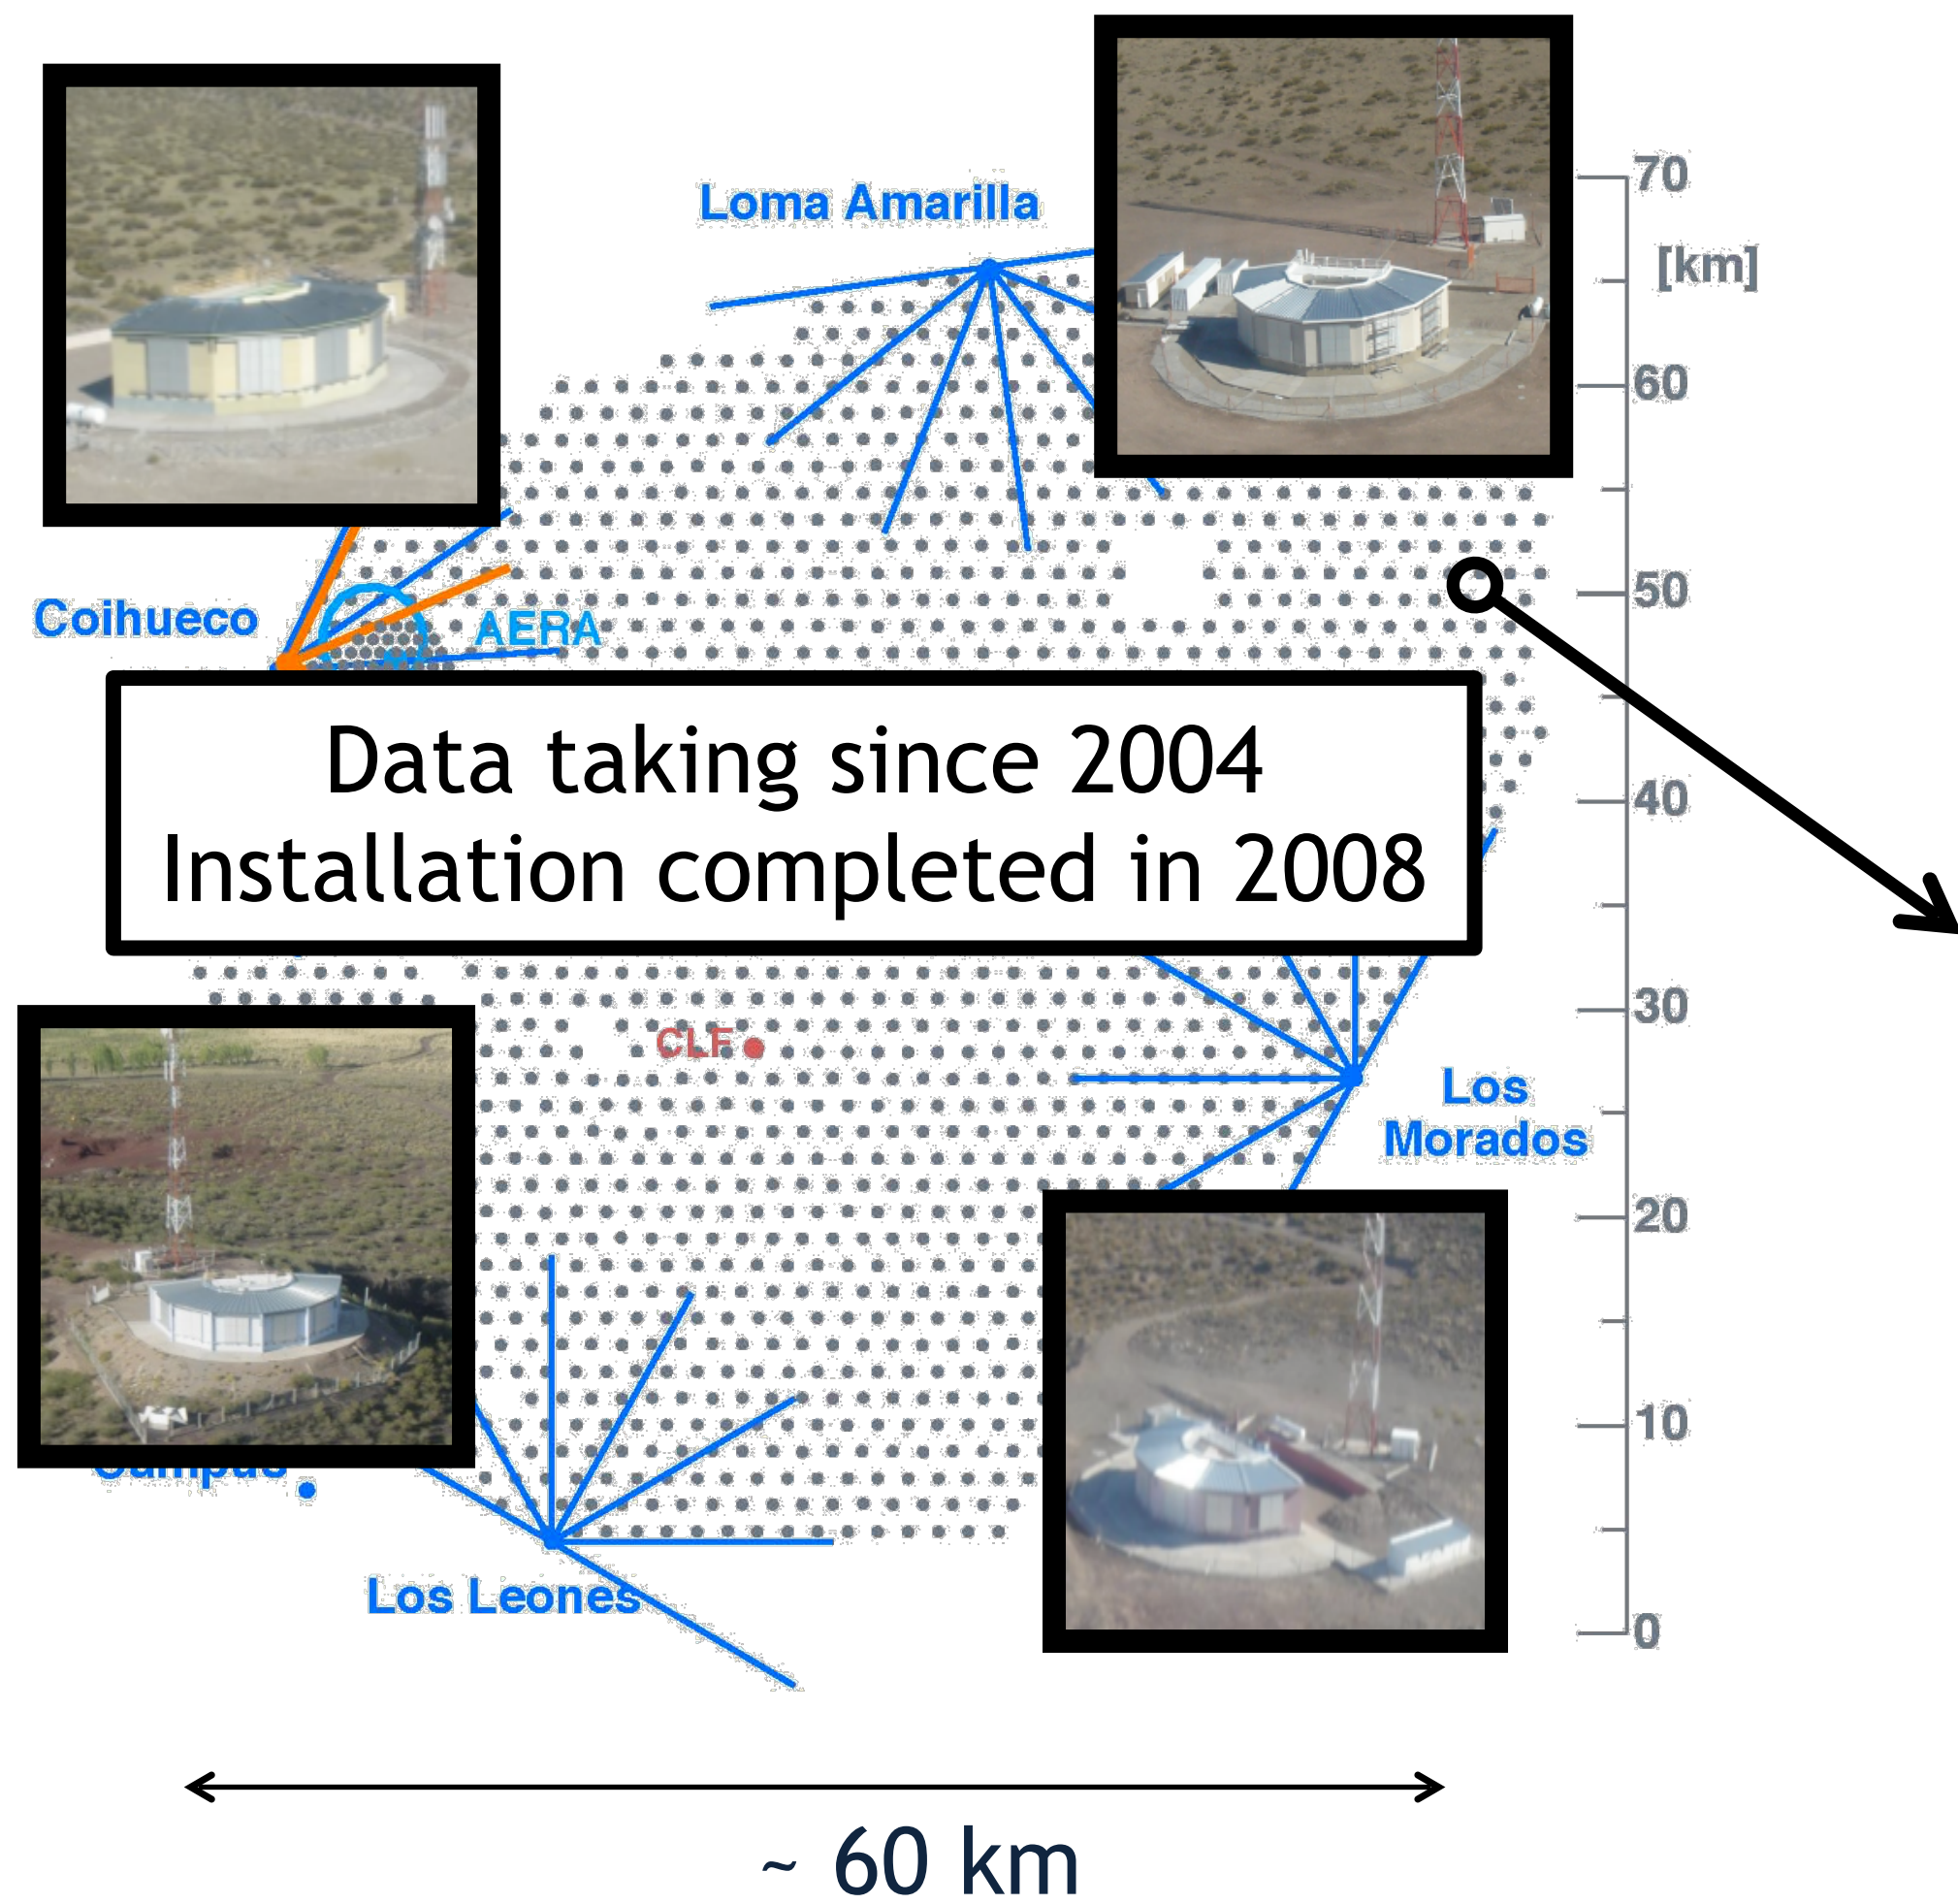 Loma Amarilla
70
[km]
60
Coihueco
AERA
50
Data taking since 2004
Installation completed in 2008
40
30
CLF
Los
Morados
20
10
Campus
Los Leones
0
~ 60 km